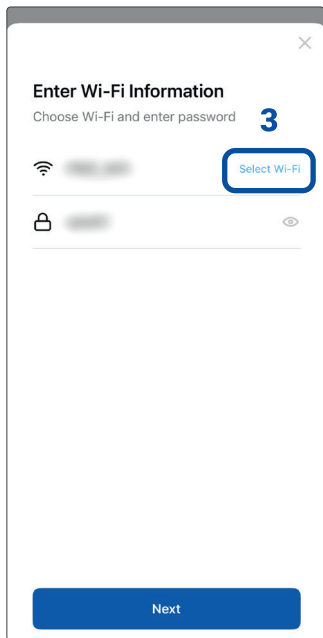 Enter Wi-Fi Information
Choose Wi-Fi and enter password
3
Select Wi-Fi
Next